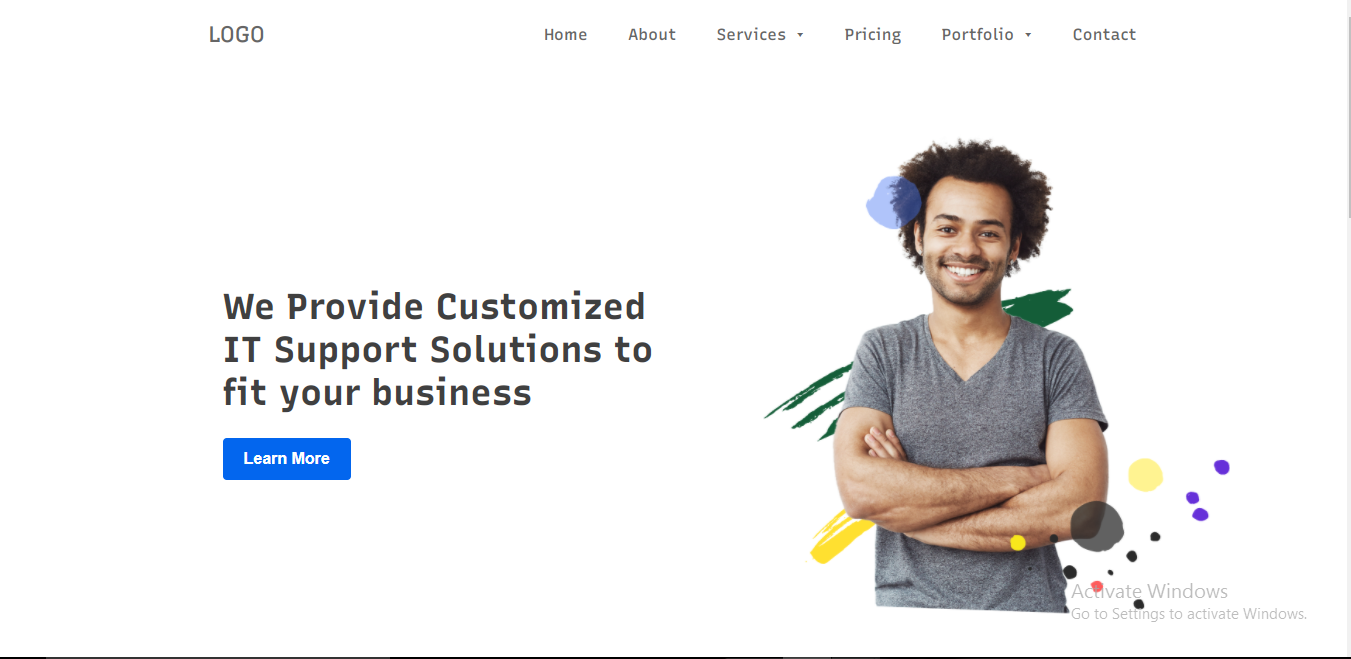 LOGO
Home About Services Pricing Portfolio Contact
We Provide Customized
IT Support Solutions to
fit your business
Learn More
Activate Windows
Go to Settings to activate Windows.